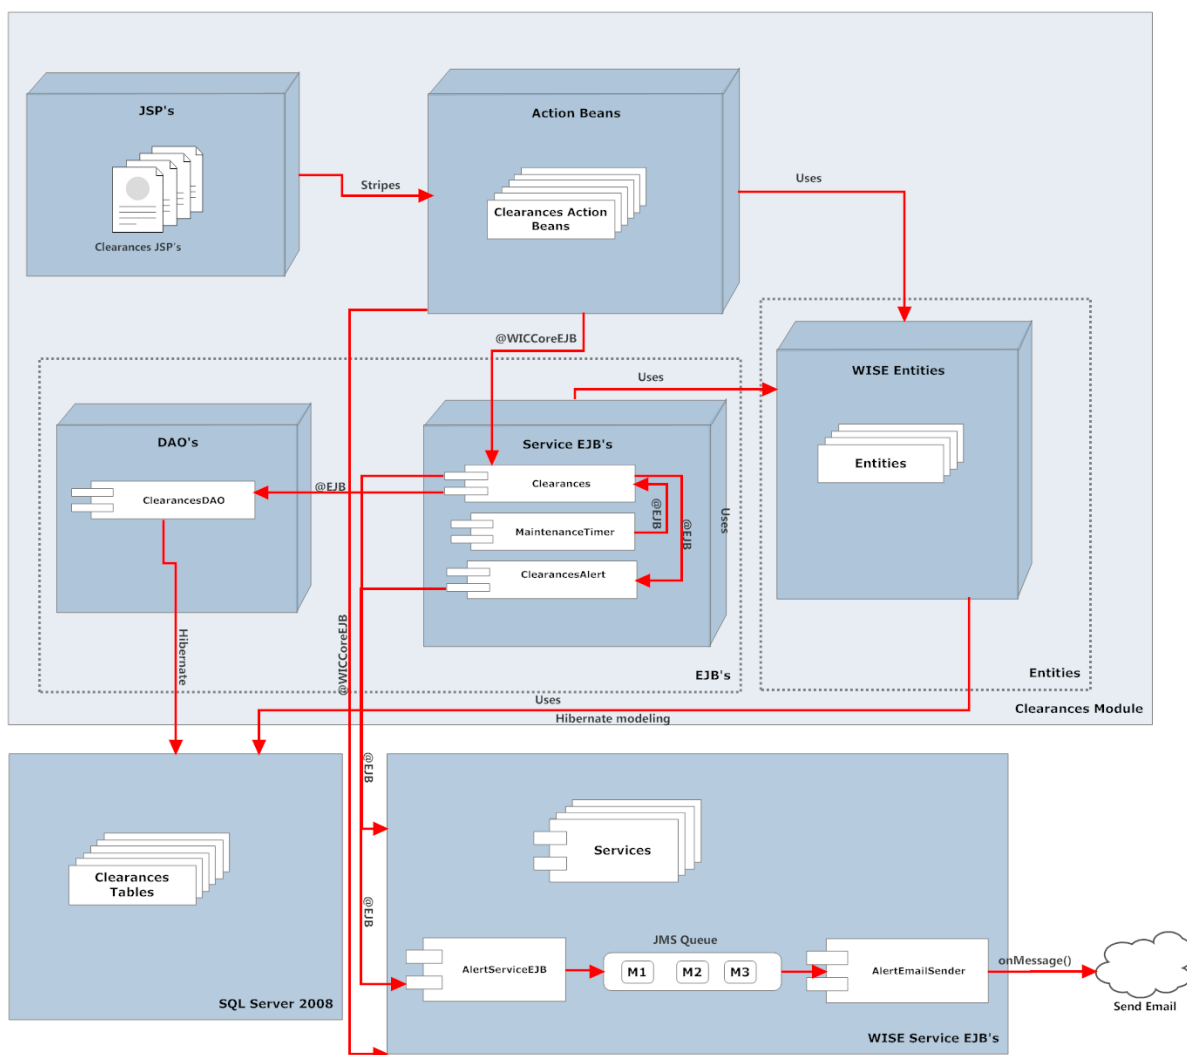 JSP's
Clearances JSP's
Stripes
Action Beans
Clearances Action
Beans
Uses
@WICCoreEJB
WISE Entities
Entities
Entities
Uses
DAO's
ClearancesDAO
@EJB
Service EJB's
Clearances
MaintenanceTimer
ClearancesAlert
@EJB
@EJB
Uses
Hibernate
@WICCoreEJB
EJB's
Uses
Hibernate modeling
Clearances Module
Clearances
Tables
SQL Server 2008
@EJB
@EJB
Services
AlertServiceEJB
JMS Queue
M1
M2
M3
AlertEmailSender
onMessage()
Send Email
WISE Service EJB's